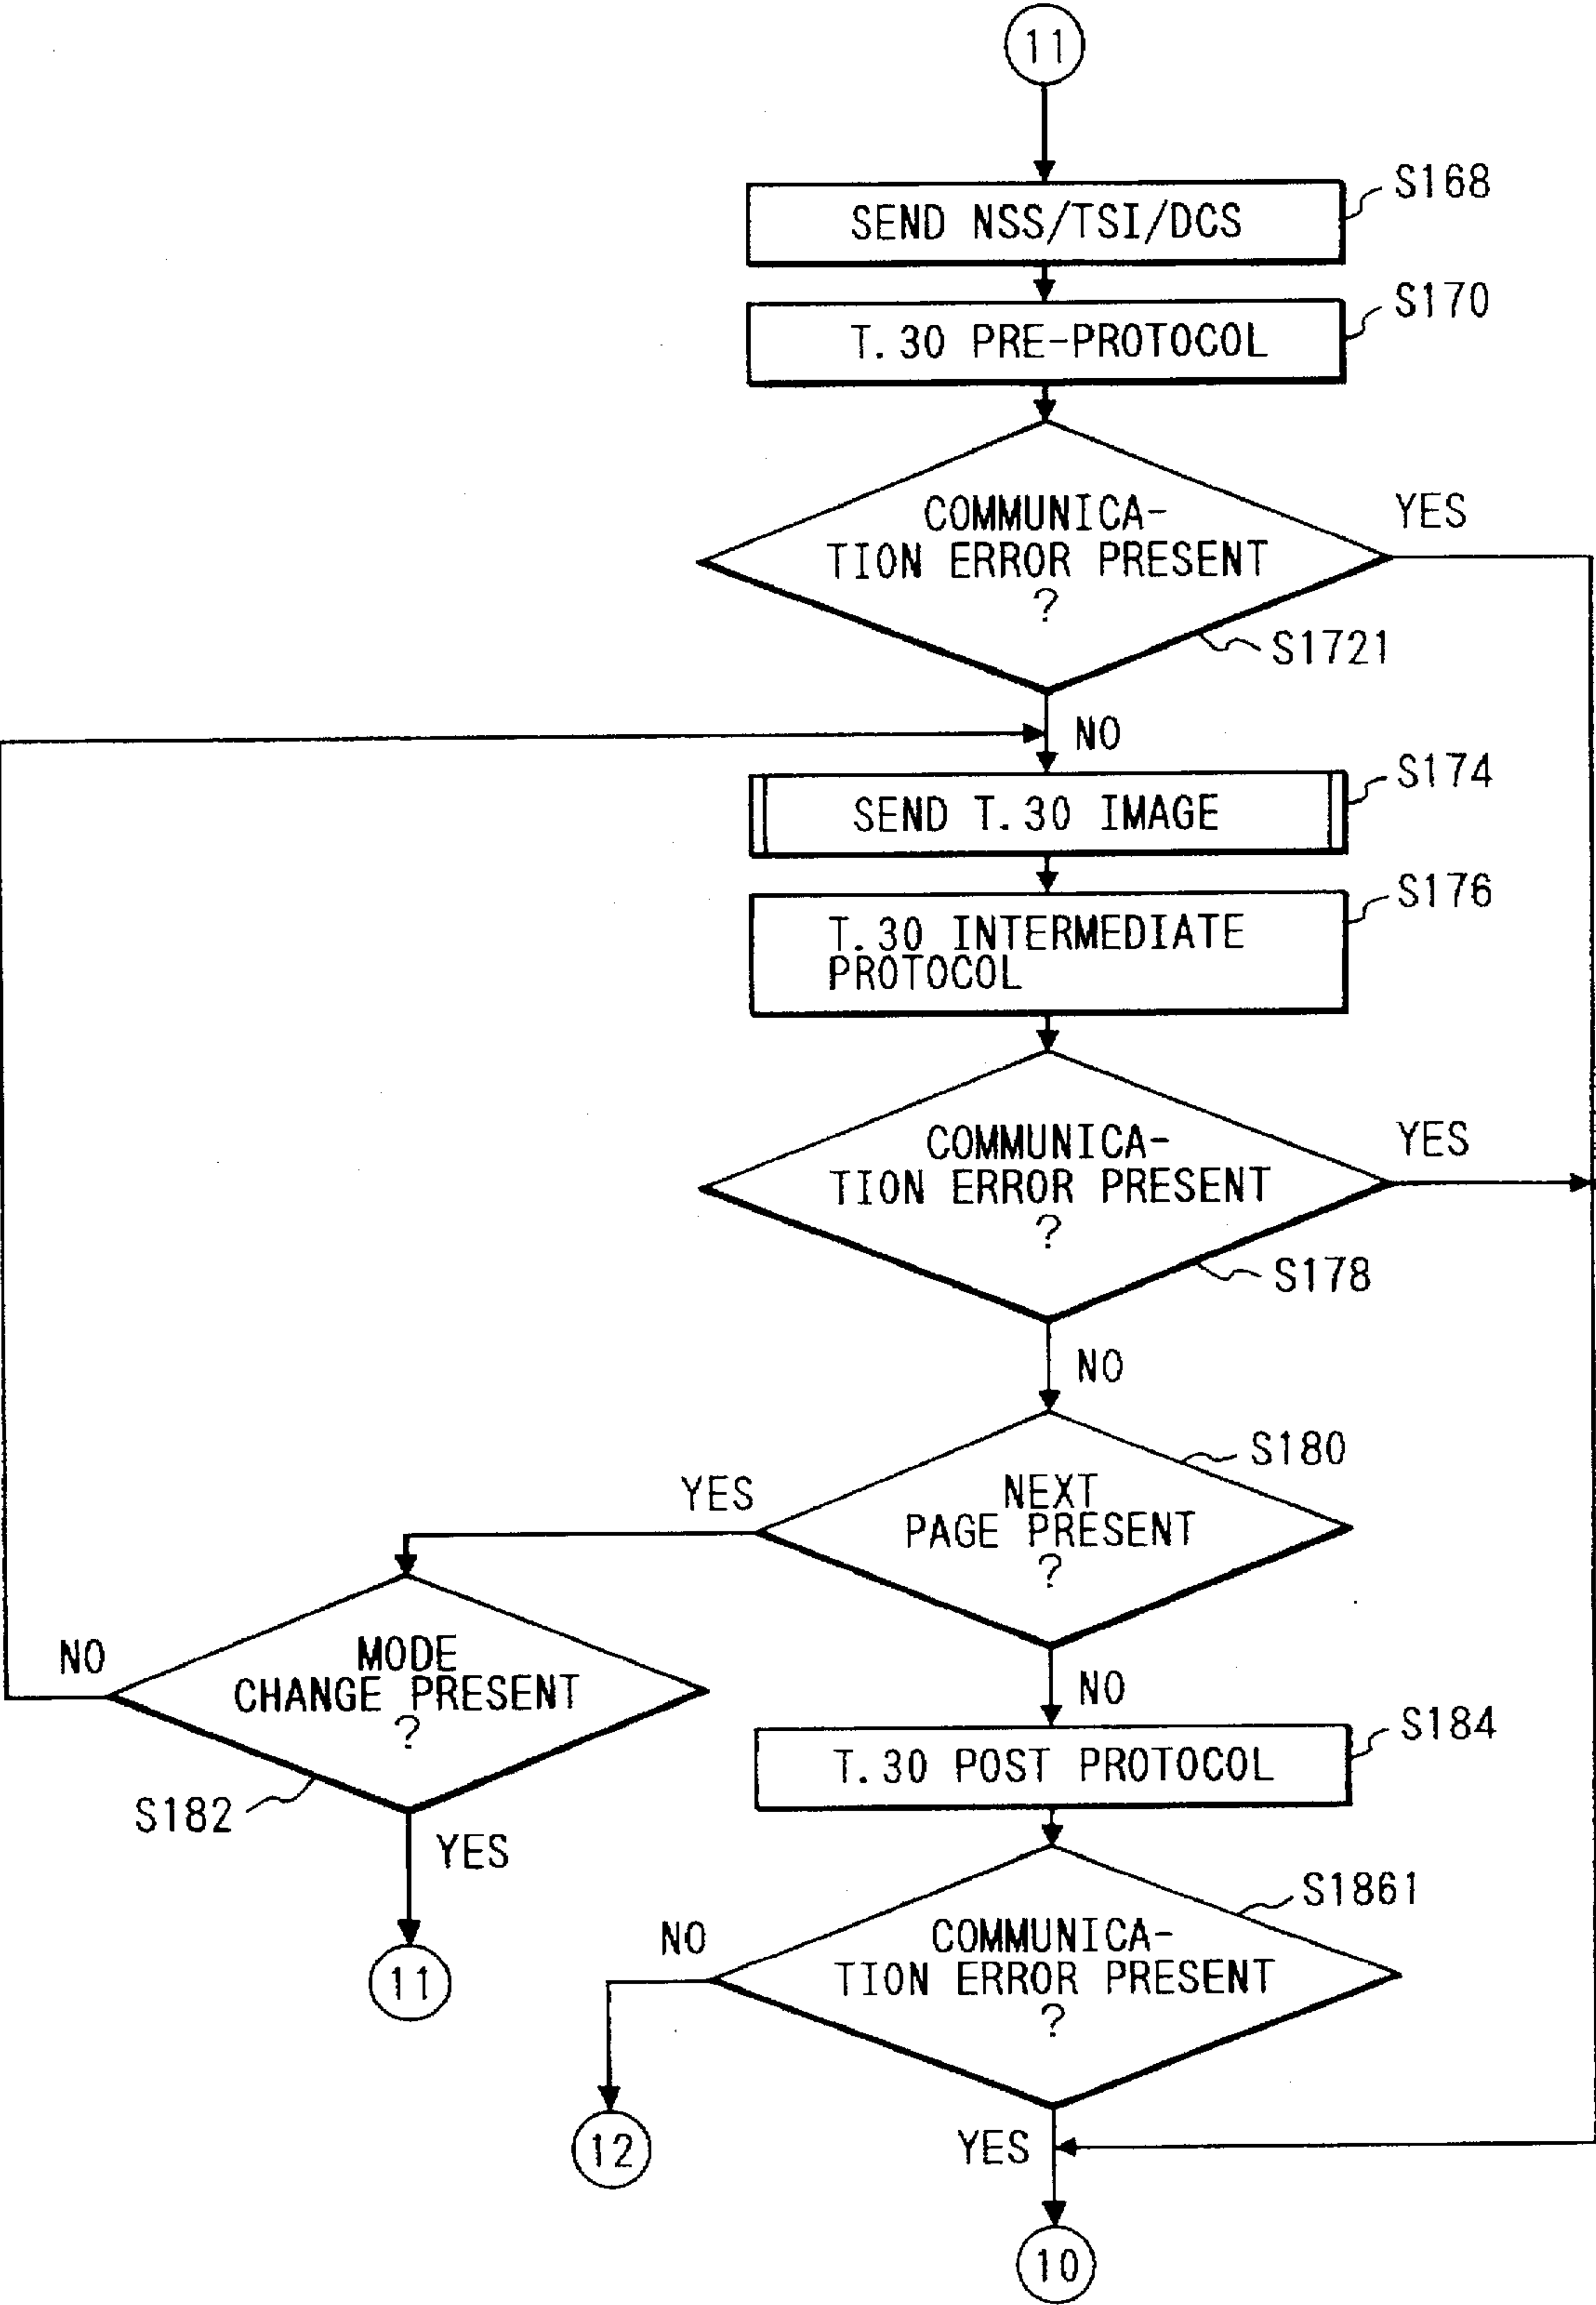 11
S168
SEND NSS/TSI/DCS
S170
T.30 PRE-PROTOCOL
COMMUNICA-
TION ERROR PRESENT
?
YES
S1721
NO
S174
SEND T.30 IMAGE
S176
T.30 INTERMEDIATE
PROTOCOL
COMMUNICA-
TION ERROR PRESENT
?
YES
S178
NO
S180
NEXT
PAGE PRESENT
?
YES
NO
MODE
CHANGE PRESENT
?
NO
S182
YES
11
S184
T.30 POST PROTOCOL
S1861
COMMUNICA-
TION ERROR PRESENT
?
NO
12
YES
10